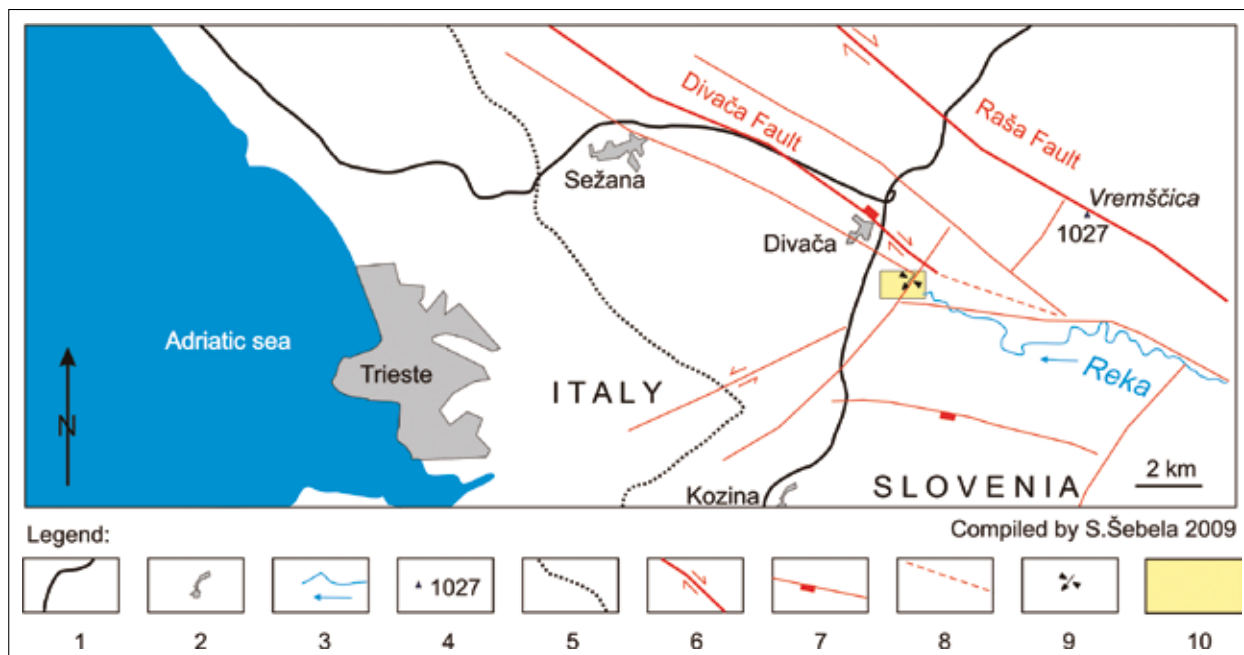 Divača Fault
Raša Fault
Sežana
Vremščica
1027
Divača
Adriatic sea
Trieste
ITALY
Reka
N
Kozina
SLOVENIA
2 km
Legend:
Compiled by S.Šebela 2009
1027
1 2 3 4 5 6 7 8 9 10